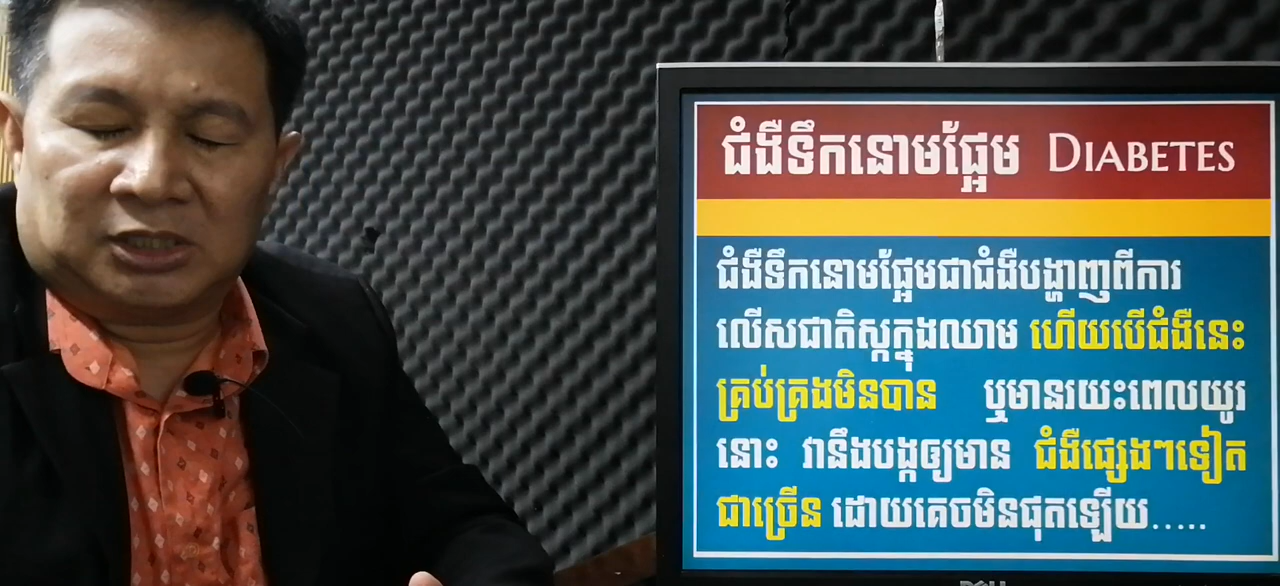 ជំងឺទឹកនោមផ្អែម DIABETES
ជំងឺទឹកនោមផ្អែមជាជំងឺបង្ហាញពីការ
លើសជាតិស្ករក្នុងឈាម ហើយបើជំងឺនេះ
គ្រប់គ្រងមិនបាន ឬមានរយះពេលយូរ
នោះ វានឹងបង្កឲ្យមាន ជំងឺផ្សេងៗទៀត
ជាច្រើន ដោយគេចមិនផុតឡើយ.....
DELL